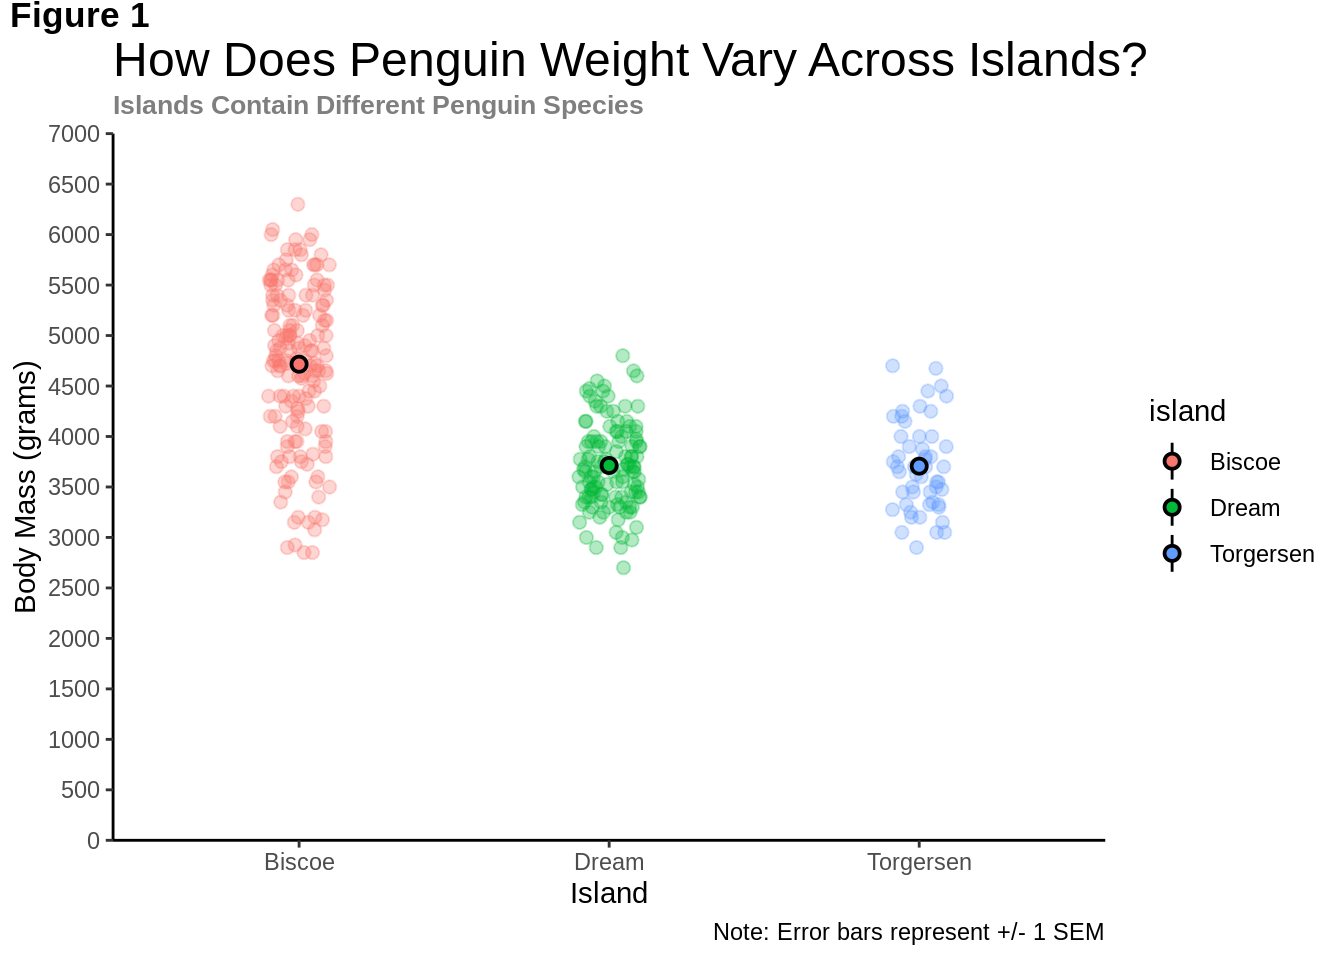 Figure 1
How Does Penguin Weight Vary Across Islands?
Islands Contain Different Penguin Species
7000
6500
6000
5500
5000
4500
4000
3500
3000
2500
2000
1500
1000
500
0
Body Mass (grams)
Biscoe
Dream
Torgersen
Island
island
Biscoe
Dream
Torgersen
Note: Error bars represent +/- 1 SEM